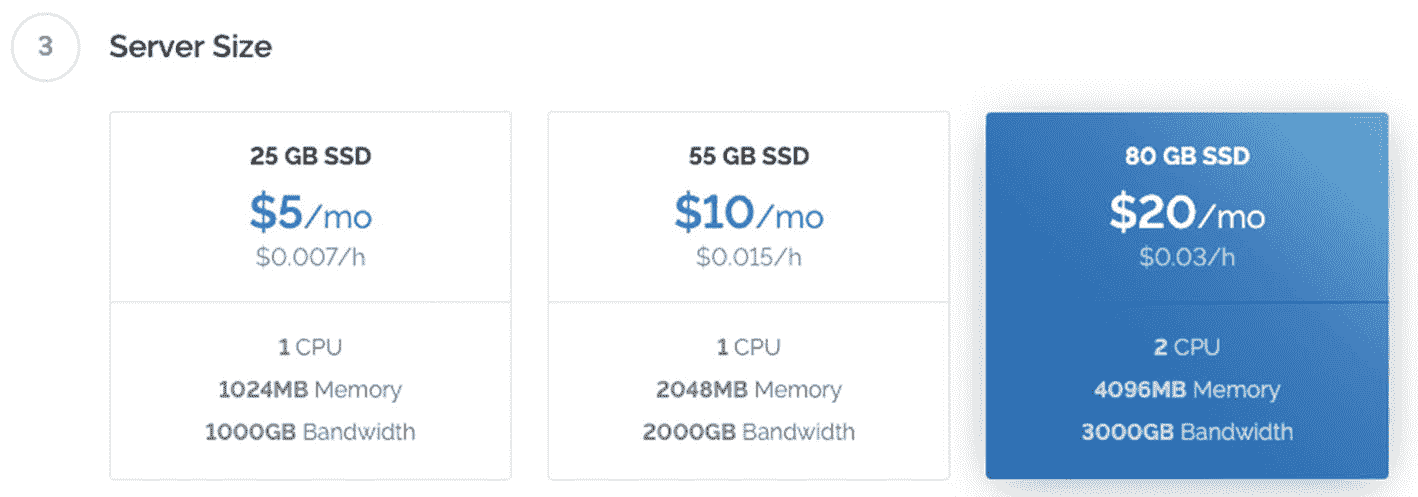 3
Server Size
25 GB SSD
$5/mo
$0.007/h
1 CPU
1024MB Memory
1000GB Bandwidth
55 GB SSD
$10/mo
$0.015/h
1 CPU
2048MB Memory
2000GB Bandwidth
80 GB SSD
$20/mo
$0.03/h
2 CPU
4096MB Memory
3000GB Bandwidth